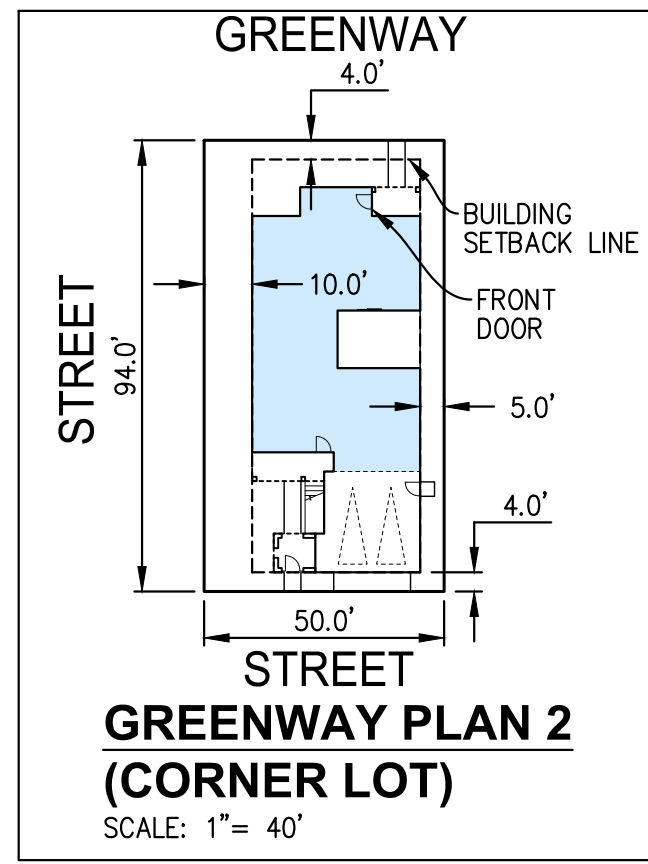 GREENWAY
4.0'
BUILDING
SETBACK LINE
10.0'
FRONT
DOOR
STREET
94.0'
5.0'
4.0'
50.0'
STREET
GREENWAY PLAN 2
(CORNER LOT)
SCALE: 1"= 40'